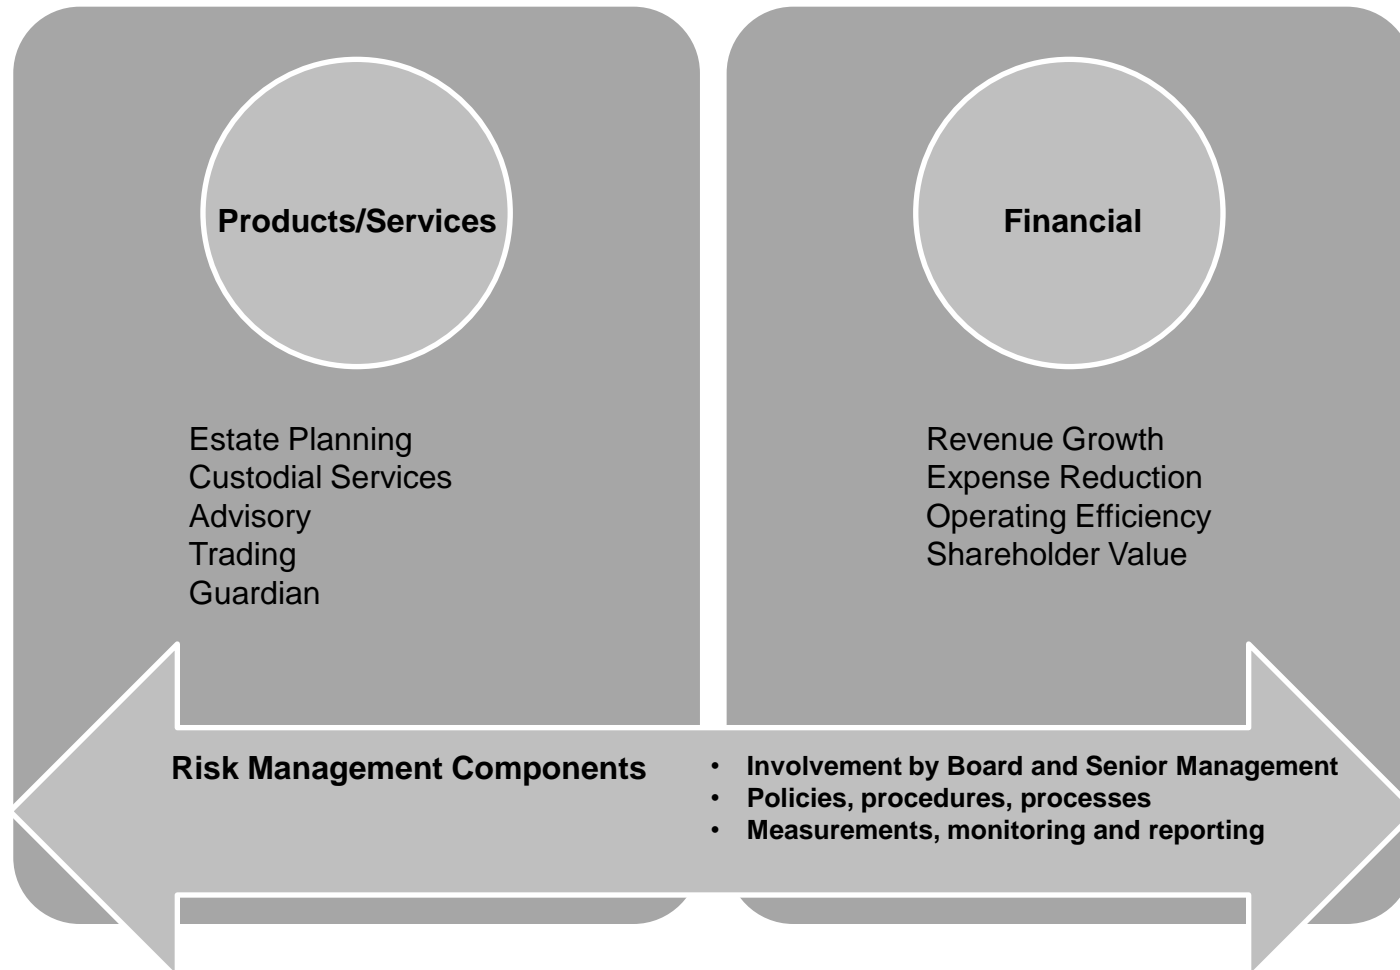 Products/Services
Estate Planning
Custodial Services
Advisory
Trading
Guardian
Financial
Revenue Growth
Expense Reduction
Operating Efficiency
Shareholder Value
Risk Management Components
• Involvement by Board and Senior Management
• Policies, procedures, processes
• Measurements, monitoring and reporting